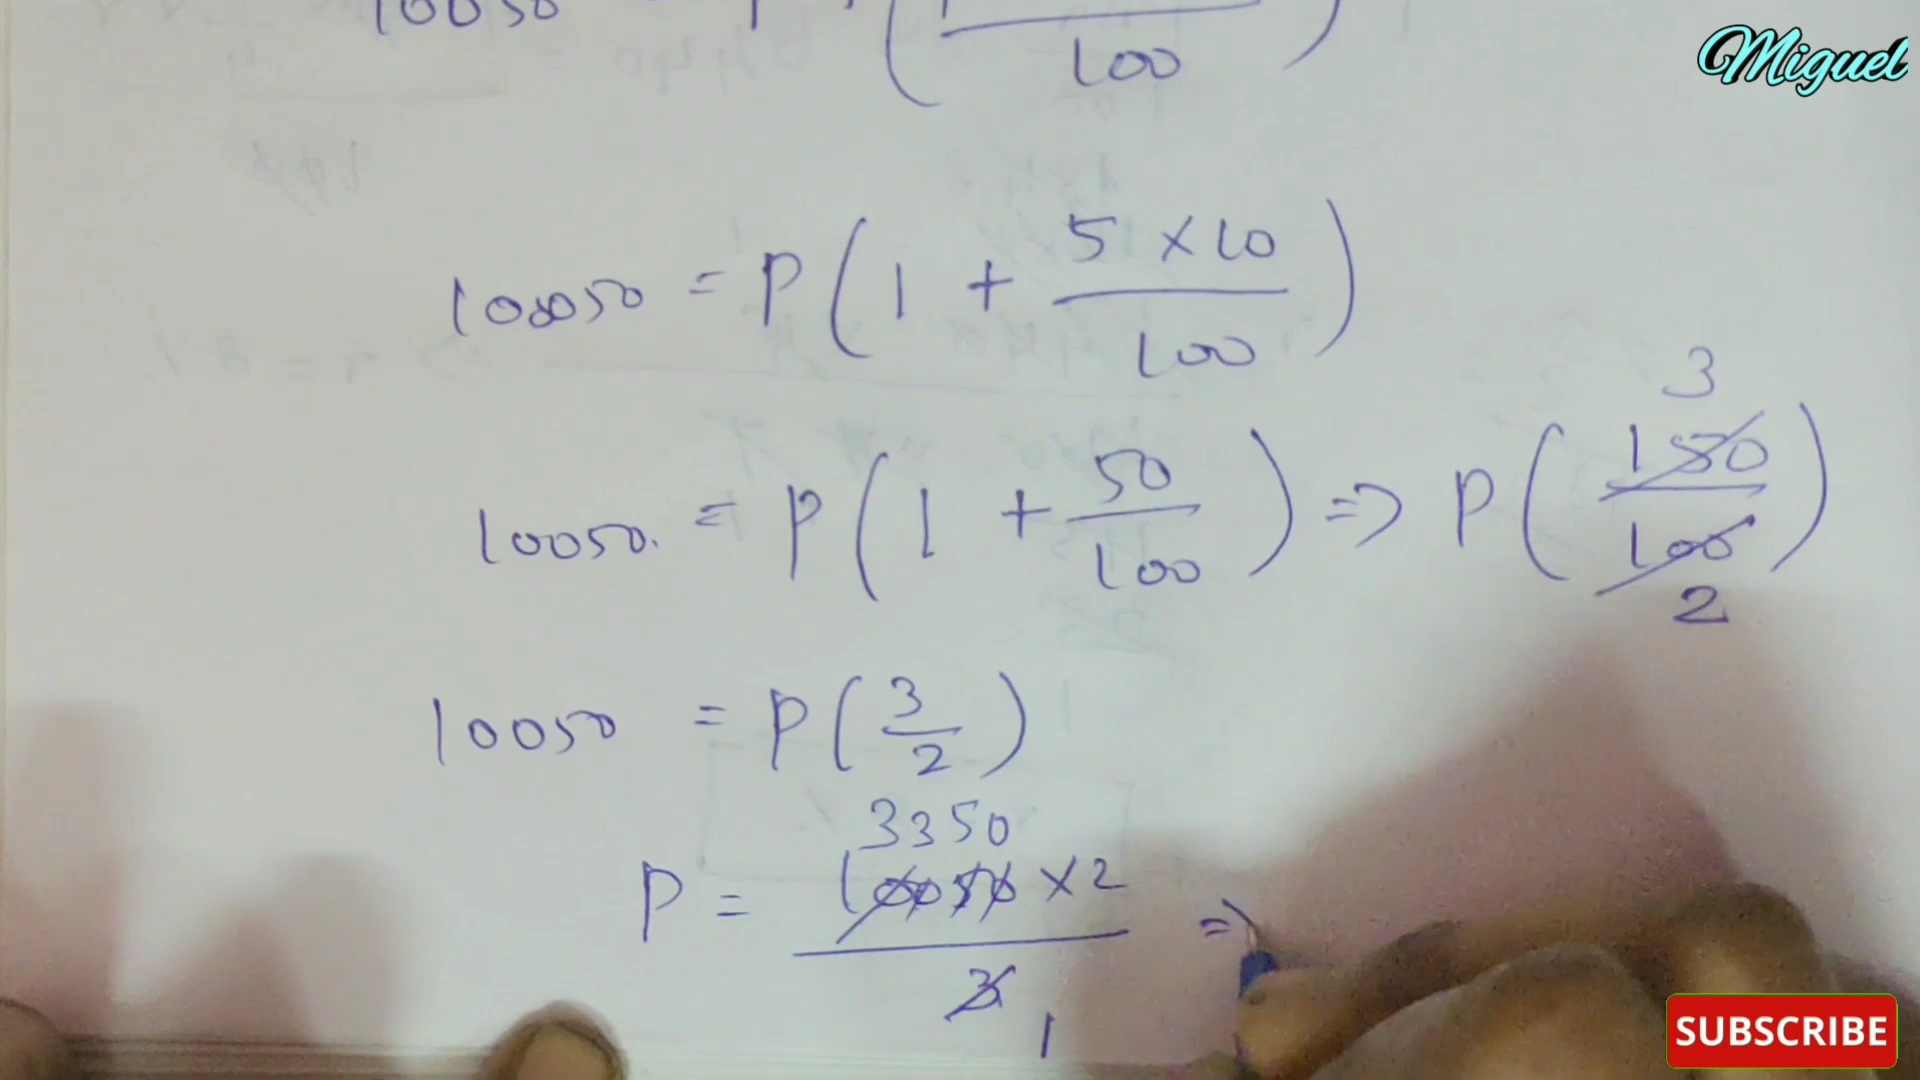 10050 = P (
100 )
Miguel
10050 = P ( 1 + 5 × 10 / 100 )
10050. = P ( 1 + 50 / 100 ) => P ( 150 / 100 ) 3 2
10050 = P ( 3 / 2 )
3350
P = 10050 × 2 / 3 =>
1
SUBSCRIBE